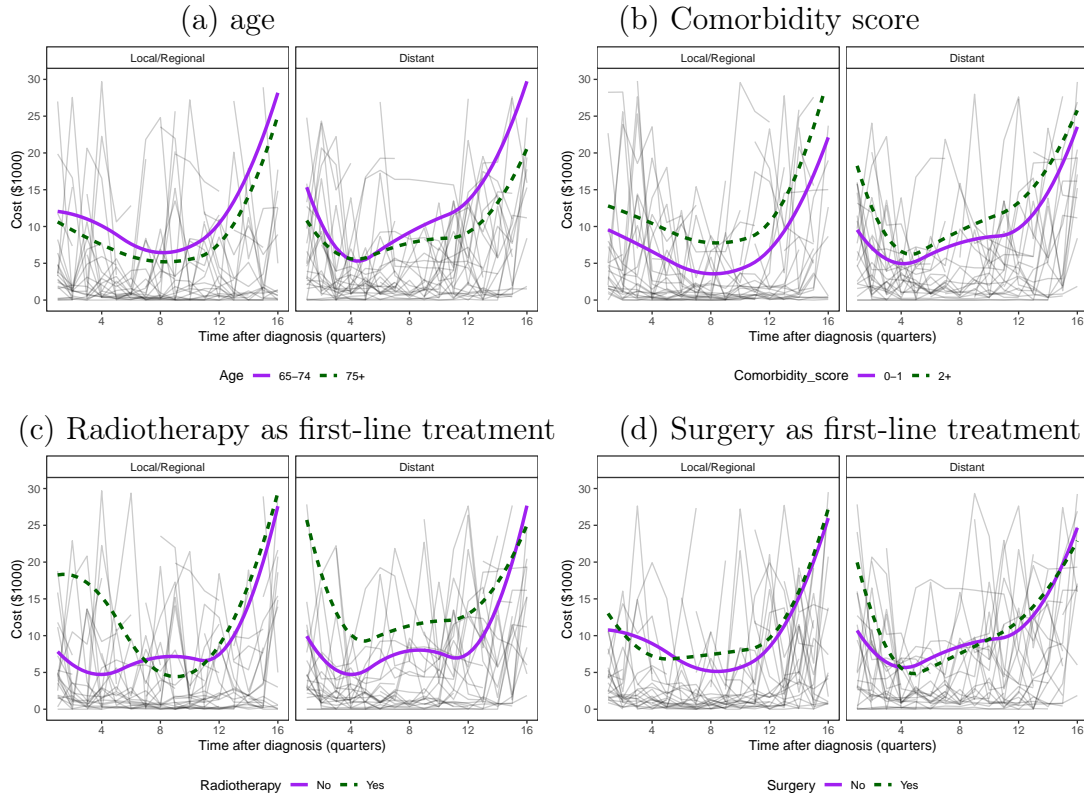 (a) age
(b) Comorbidity score
Local/Regional
Distant
Local/Regional
Distant
30
25
20
15
10
5
0
Cost ($1000)
4
8
12
16
4
8
12
16
Time after diagnosis (quarters)
Age
65−74
75+
30
25
20
15
10
5
0
Cost ($1000)
4
8
12
16
4
8
12
16
Time after diagnosis (quarters)
Comorbidity_score
0−1
2+
(c) Radiotherapy as first-line treatment
(d) Surgery as first-line treatment
Local/Regional
Distant
Local/Regional
Distant
30
25
20
15
10
5
0
Cost ($1000)
4
8
12
16
4
8
12
16
Time after diagnosis (quarters)
Radiotherapy
No
Yes
30
25
20
15
10
5
0
Cost ($1000)
4
8
12
16
4
8
12
16
Time after diagnosis (quarters)
Surgery
No
Yes